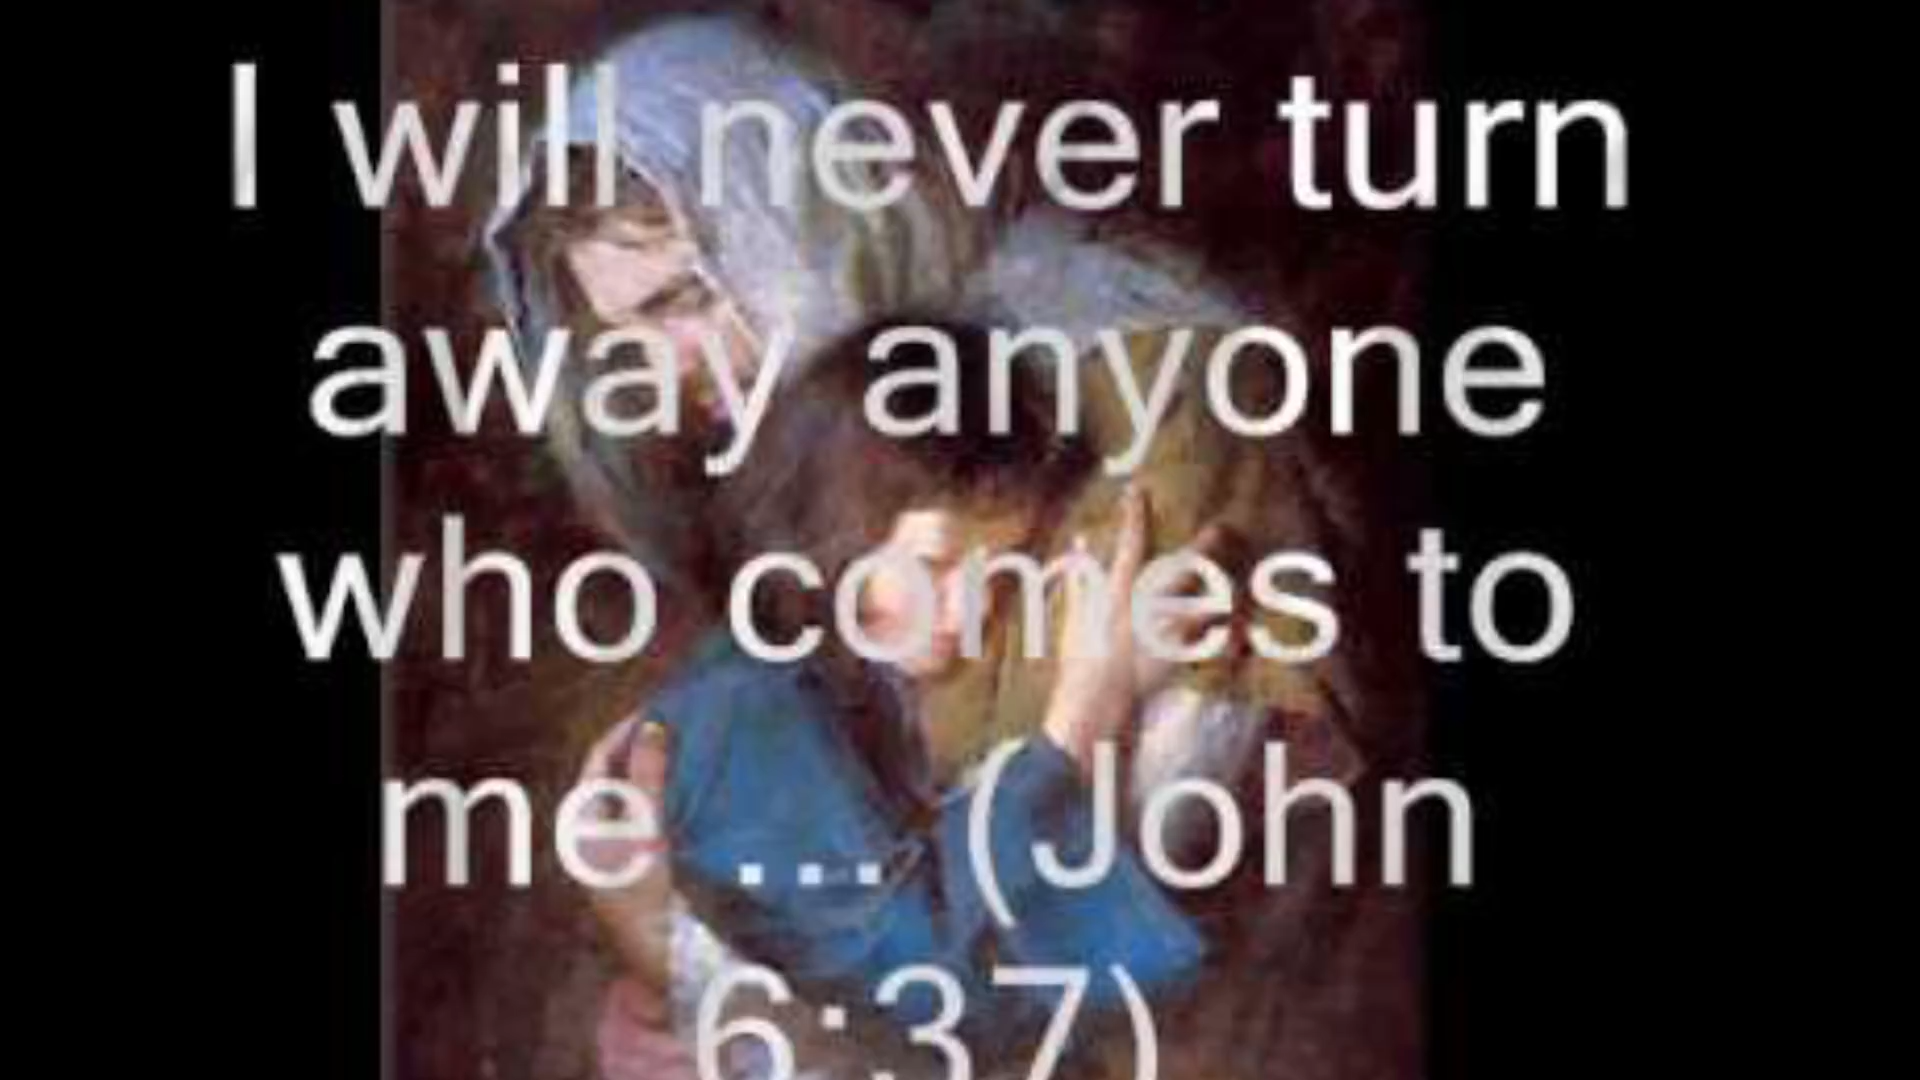 I will never turn
away anyone
who comes to
me ... (John
6:37)